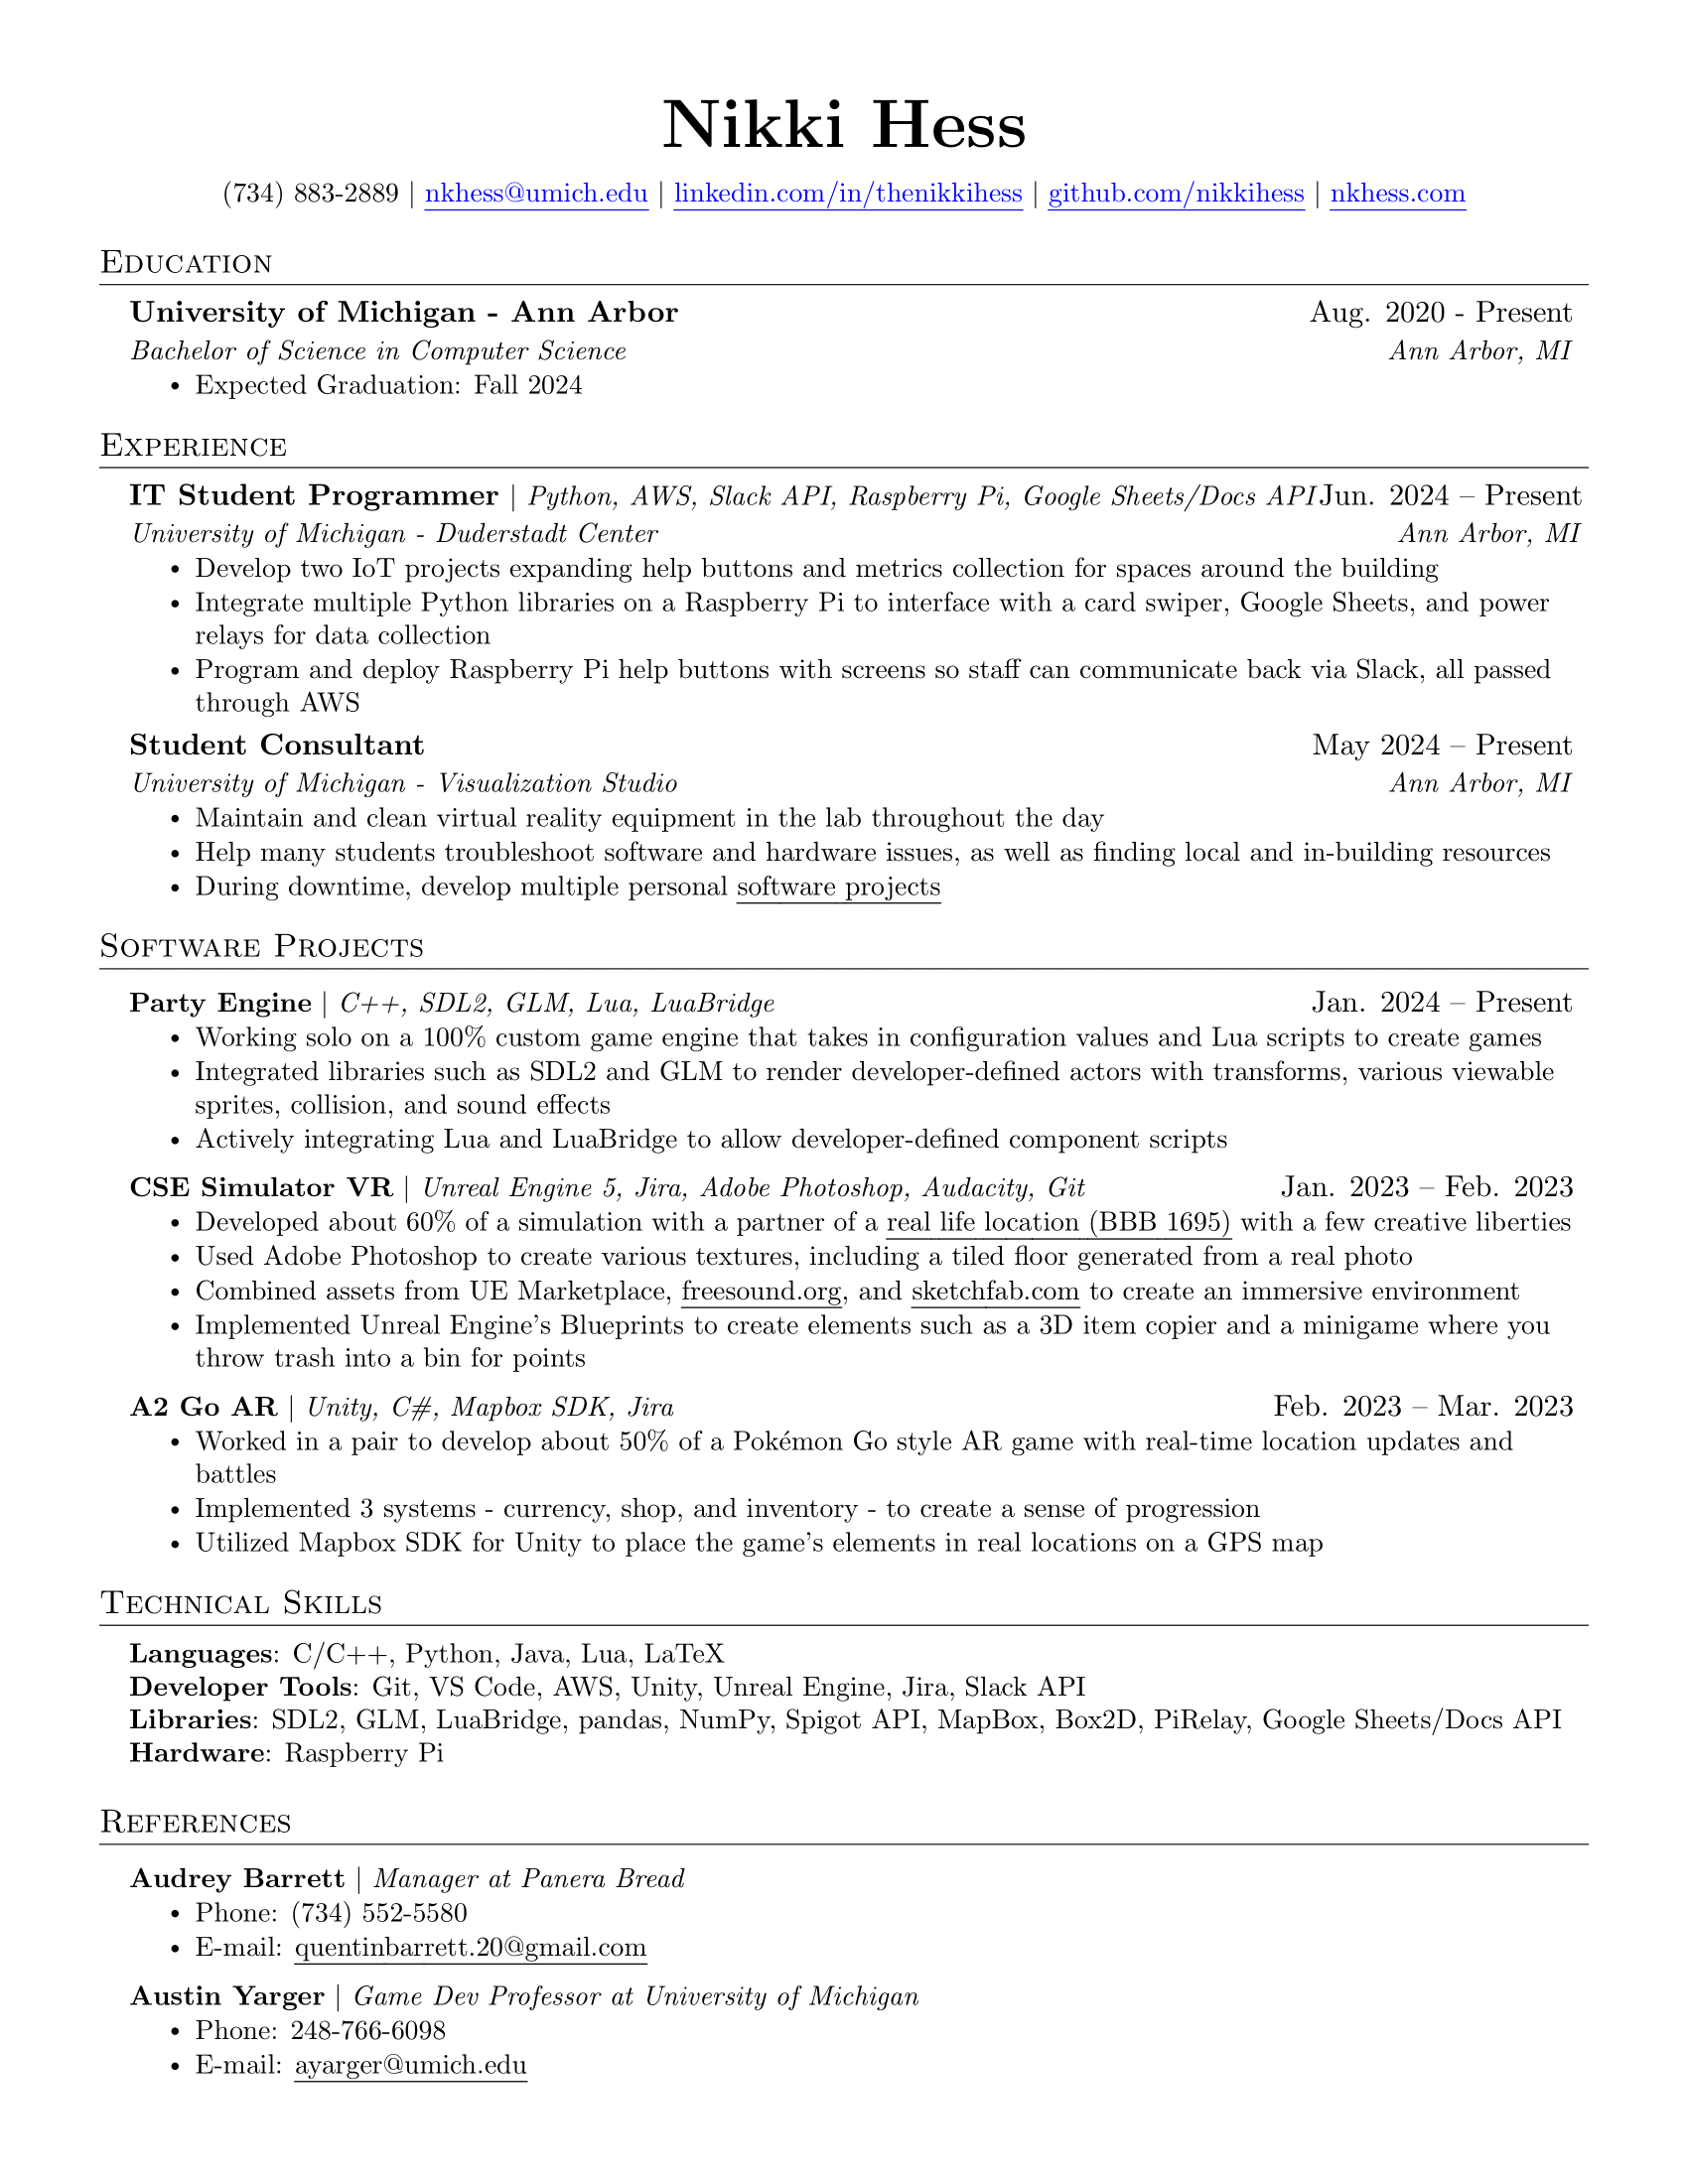 Nikki Hess
(734) 883-2889 | nkhess@umich.edu | linkedin.com/in/thenikkihess | github.com/nikkihess | nkhess.com
Education
University of Michigan - Ann Arbor Aug. 2020 - Present
Bachelor of Science in Computer Science Ann Arbor, MI
• Expected Graduation: Fall 2024
Experience
IT Student Programmer | Python, AWS, Slack API, Raspberry Pi, Google Sheets/Docs API Jun. 2024 – Present
University of Michigan - Duderstadt Center Ann Arbor, MI
• Develop two IoT projects expanding help buttons and metrics collection for spaces around the building
• Integrate multiple Python libraries on a Raspberry Pi to interface with a card swiper, Google Sheets, and power
relays for data collection
• Program and deploy Raspberry Pi help buttons with screens so staff can communicate back via Slack, all passed
through AWS
Student Consultant May 2024 – Present
University of Michigan - Visualization Studio Ann Arbor, MI
• Maintain and clean virtual reality equipment in the lab throughout the day
• Help many students troubleshoot software and hardware issues, as well as finding local and in-building resources
• During downtime, develop multiple personal software projects
Software Projects
Party Engine | C++, SDL2, GLM, Lua, LuaBridge Jan. 2024 – Present
• Working solo on a 100% custom game engine that takes in configuration values and Lua scripts to create games
• Integrated libraries such as SDL2 and GLM to render developer-defined actors with transforms, various viewable
sprites, collision, and sound effects
• Actively integrating Lua and LuaBridge to allow developer-defined component scripts
CSE Simulator VR | Unreal Engine 5, Jira, Adobe Photoshop, Audacity, Git Jan. 2023 – Feb. 2023
• Developed about 60% of a simulation with a partner of a real life location (BBB 1695) with a few creative liberties
• Used Adobe Photoshop to create various textures, including a tiled floor generated from a real photo
• Combined assets from UE Marketplace, freesound.org, and sketchfab.com to create an immersive environment
• Implemented Unreal Engine's Blueprints to create elements such as a 3D item copier and a minigame where you
throw trash into a bin for points
A2 Go AR | Unity, C#, Mapbox SDK, Jira Feb. 2023 – Mar. 2023
• Worked in a pair to develop about 50% of a Pokémon Go style AR game with real-time location updates and
battles
• Implemented 3 systems - currency, shop, and inventory - to create a sense of progression
• Utilized Mapbox SDK for Unity to place the game's elements in real locations on a GPS map
Technical Skills
Languages: C/C++, Python, Java, Lua, LaTeX
Developer Tools: Git, VS Code, AWS, Unity, Unreal Engine, Jira, Slack API
Libraries: SDL2, GLM, LuaBridge, pandas, NumPy, Spigot API, MapBox, Box2D, PiRelay, Google Sheets/Docs API
Hardware: Raspberry Pi
References
Audrey Barrett | Manager at Panera Bread
• Phone: (734) 552-5580
• E-mail: quentinbarrett.20@gmail.com
Austin Yarger | Game Dev Professor at University of Michigan
• Phone: 248-766-6098
• E-mail: ayarger@umich.edu